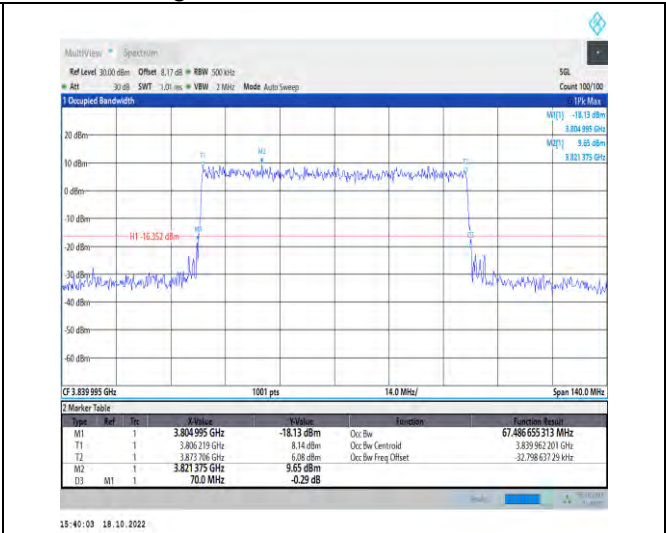 MultiView Spectrum
Ref Level 30.00 dBm Offset 8.17 dB RBW 500 kHz SGL
Att 30 dB SWT 1.01 ms VBW 2 MHz Mode Auto Sweep Count 100/100
1 Occupied Bandwidth 1Pk Max
M1[1] -18.13 dBm
3.804 995 GHz
M2[1] 9.65 dBm
3.821 375 GHz
20 dBm
T1 M2 T2
10 dBm
0 dBm
-10 dBm
H1 -16.352 dBm M1 D3
-20 dBm
-30 dBm
-40 dBm
-50 dBm
-60 dBm
CF 3.839 995 GHz 1001 pts 14.0 MHz/ Span 140.0 MHz
2 Marker Table
Type Ref Trc X-Value Y-Value Function Function Result
M1 1 3.804 995 GHz -18.13 dBm Occ Bw 67.486 655 313 MHz
T1 1 3.806 219 GHz 8.14 dBm Occ Bw Centroid 3.839 962 201 GHz
T2 1 3.873 706 GHz 6.08 dBm Occ Bw Freq Offset -32.798 637 29 kHz
M2 1 3.821 375 GHz 9.65 dBm
D3 M1 1 70.0 MHz -0.29 dB
15:40:03 18.10.2022